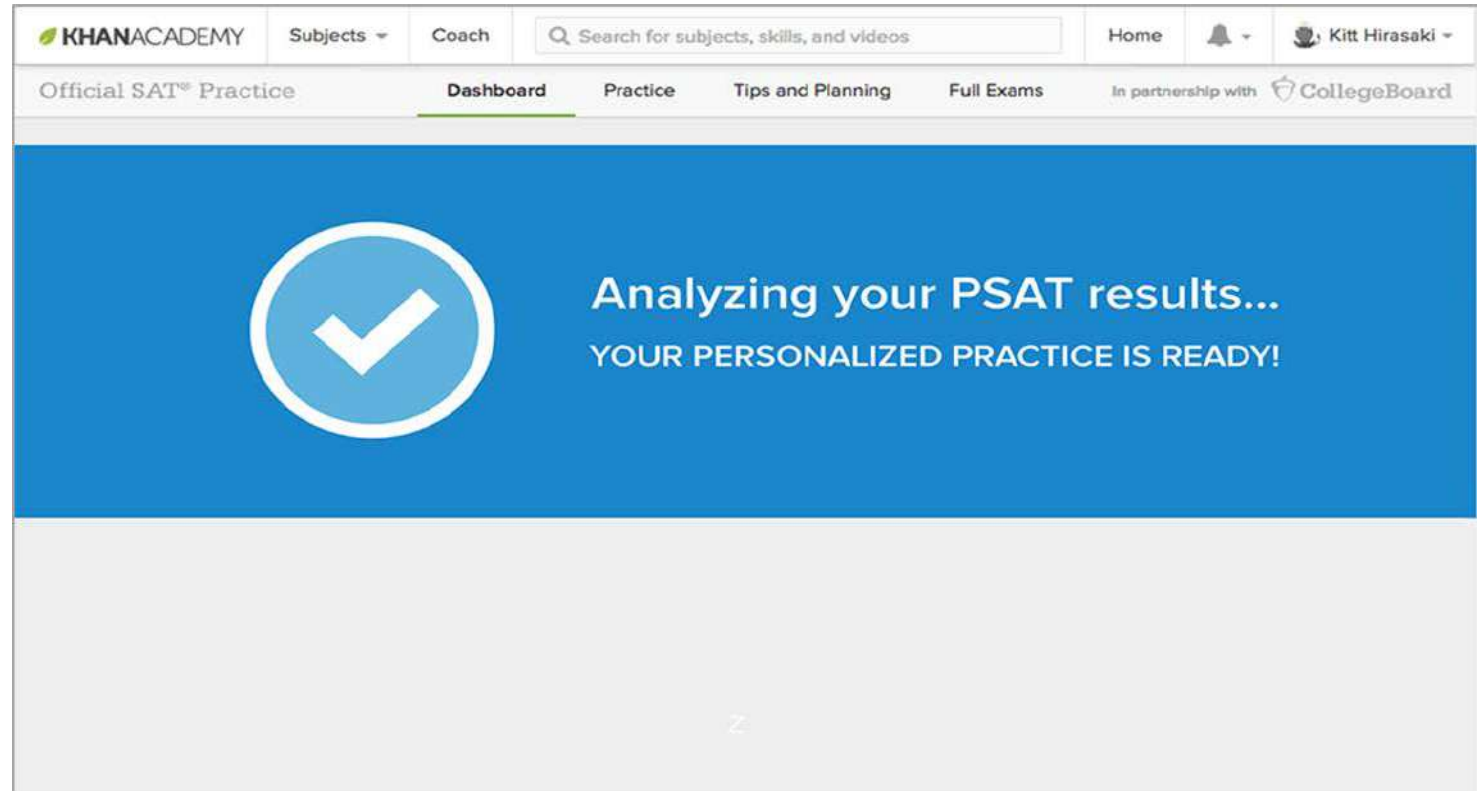 KHANACADEMY Subjects Coach Search for subjects, skills, and videos Home Kitt Hirasaki
Official SAT® Practice Dashboard Practice Tips and Planning Full Exams In partnership with CollegeBoard
Analyzing your PSAT results...
YOUR PERSONALIZED PRACTICE IS READY!
Z